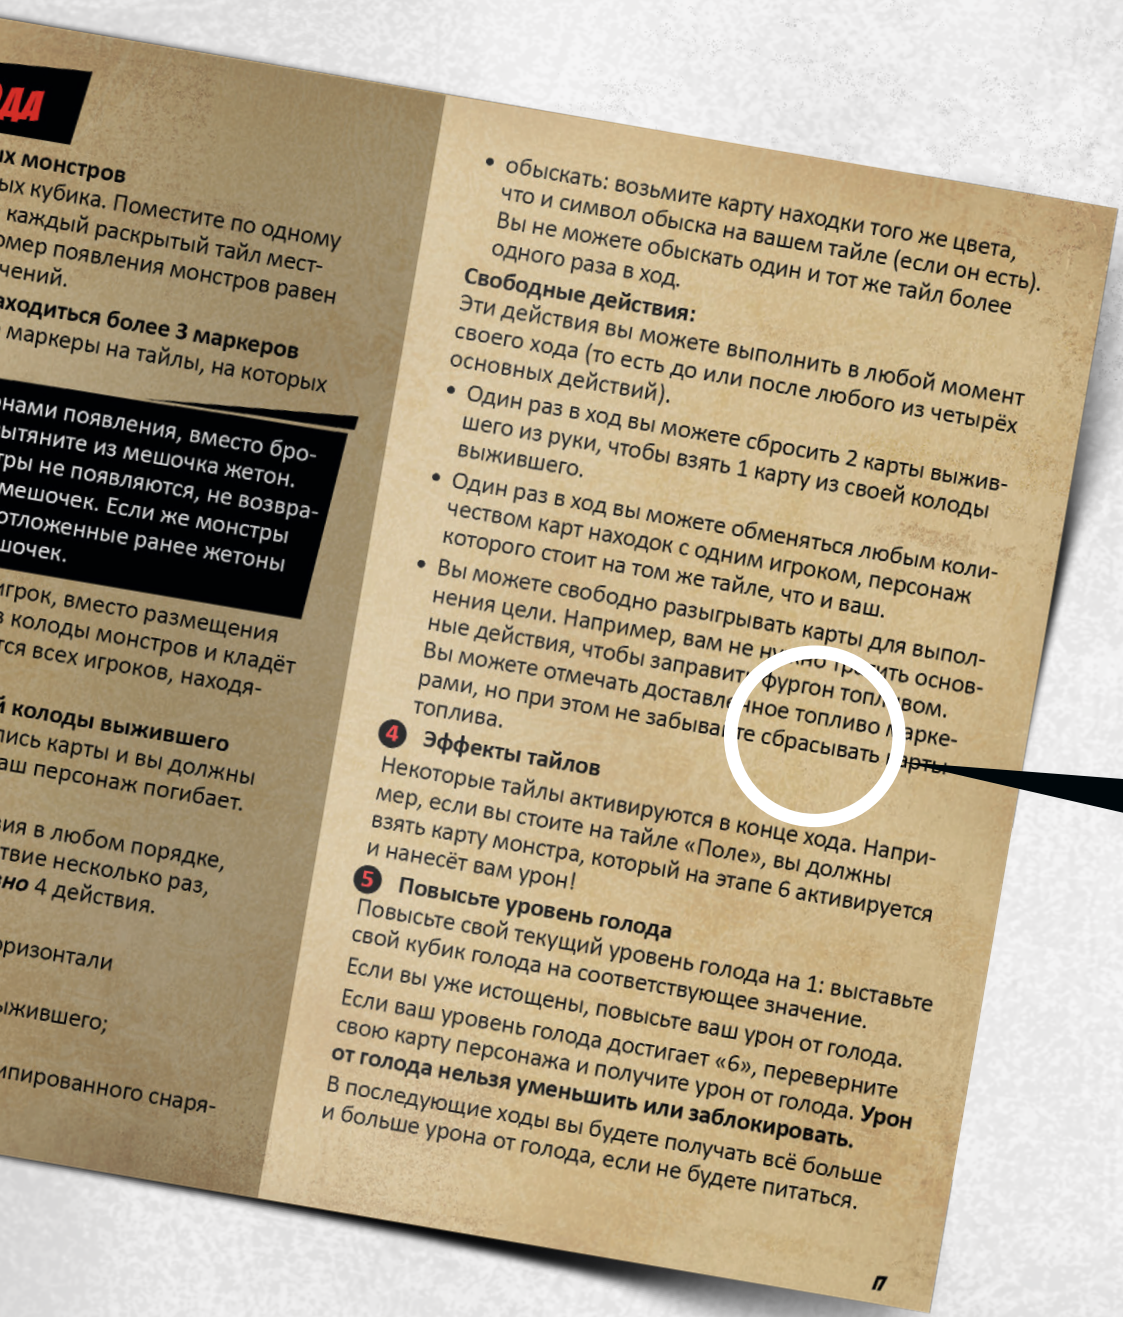 ОДА
ых монстров
ых кубика. Поместите по одному
каждый раскрытый тайл мест-
омер появления монстров равен
чений.
аходиться более 3 маркеров
маркеры на тайлы, на которых
онами появления, вместо бро-
ытяните из мешочка жетон.
тры не появляются, не возвра-
мешочек. Если же монстры
отложенные ранее жетоны
шочек.
игрок, вместо размещения
з колоды монстров и кладёт
тся всех игроков, находя-
й колоды выжившего
лись карты и вы должны
аш персонаж погибает.
вия в любом порядке,
ствие несколько раз,
вно 4 действия.
оризонтали
ыжившего;
ипированного снаря-
• обыскать: возьмите карту находки того же цвета,
что и символ обыска на вашем тайле (если он есть).
Вы не можете обыскать один и тот же тайл более
одного раза в ход.
Свободные действия:
Эти действия вы можете выполнить в любой момент
своего хода (то есть до или после любого из четырёх
основных действий).
• Один раз в ход вы можете сбросить 2 карты выжив-
шего из руки, чтобы взять 1 карту из своей колоды
выжившего.
• Один раз в ход вы можете обменяться любым коли-
чеством карт находок с одним игроком, персонаж
которого стоит на том же тайле, что и ваш.
• Вы можете свободно разыгрывать карты для выпол-
нения цели. Например, вам не нужно тратить основ-
ные действия, чтобы заправить фургон топливом.
Вы можете отмечать доставленное топливо марке-
рами, но при этом не забывайте сбрасывать карты
топлива.
4 Эффекты тайлов
Некоторые тайлы активируются в конце хода. Напри-
мер, если вы стоите на тайле «Поле», вы должны
взять карту монстра, который на этапе 6 активируется
и нанесёт вам урон!
5 Повысьте уровень голода
Повысьте свой текущий уровень голода на 1: выставьте
свой кубик голода на соответствующее значение.
Если вы уже истощены, повысьте ваш урон от голода.
Если ваш уровень голода достигает «6», переверните
свою карту персонажа и получите урон от голода. Урон
от голода нельзя уменьшить или заблокировать.
В последующие ходы вы будете получать всё больше
и больше урона от голода, если не будете питаться.